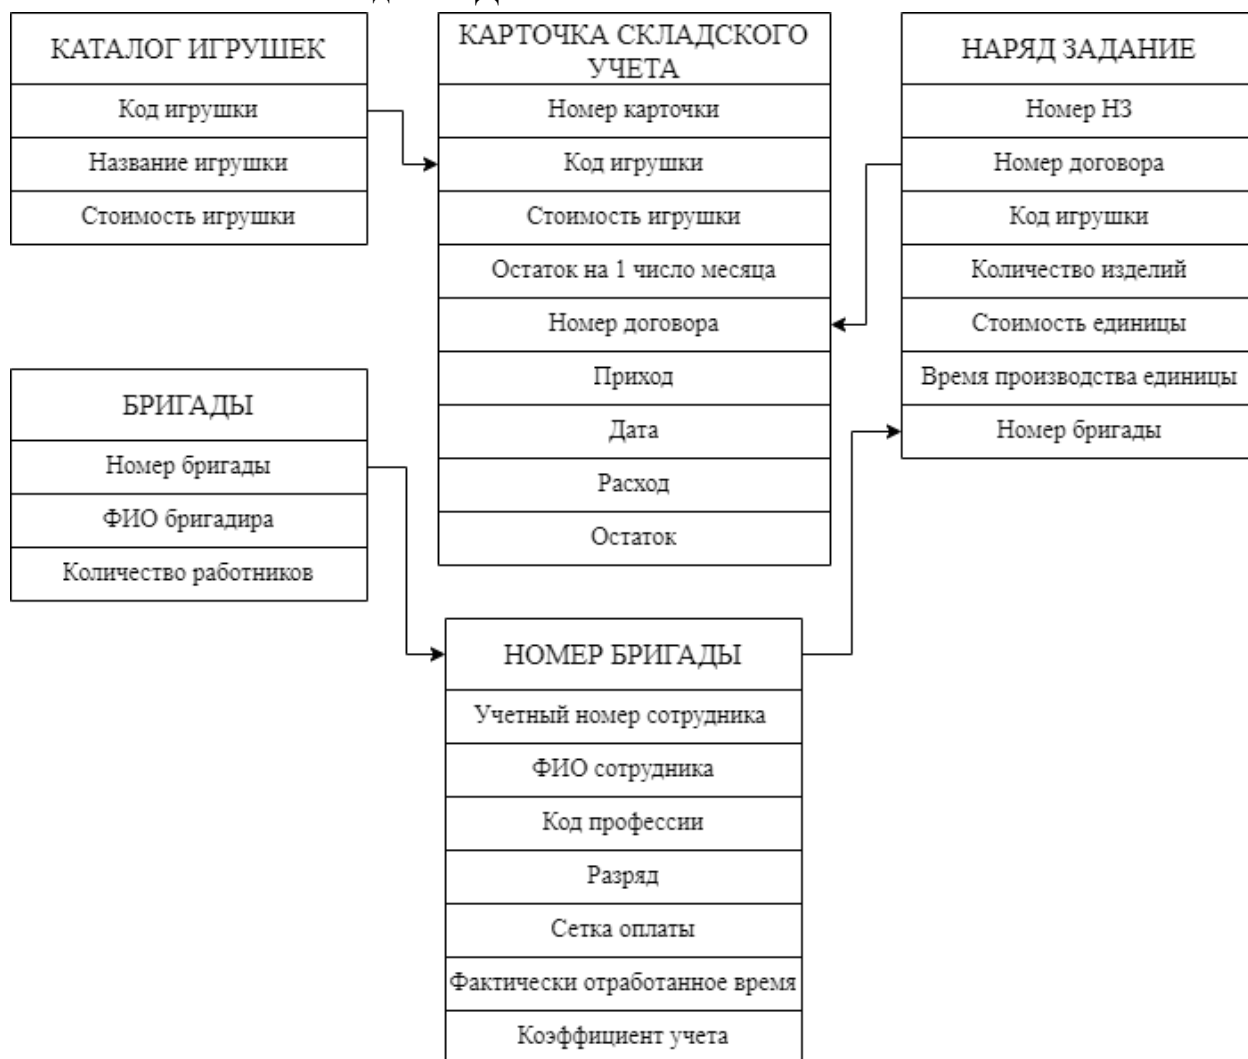 КАТАЛОГ ИГРУШЕК
Код игрушки
Название игрушки
Стоимость игрушки
КАРТОЧКА СКЛАДСКОГО
УЧЕТА
Номер карточки
Код игрушки
Стоимость игрушки
Остаток на 1 число месяца
Номер договора
Приход
Дата
Расход
Остаток
НАРЯД ЗАДАНИЕ
Номер НЗ
Номер договора
Код игрушки
Количество изделий
Стоимость единицы
Время производства единицы
Номер бригады
БРИГАДЫ
Номер бригады
ФИО бригадира
Количество работников
НОМЕР БРИГАДЫ
Учетный номер сотрудника
ФИО сотрудника
Код профессии
Разряд
Сетка оплаты
Фактически отработанное время
Коэффициент учета